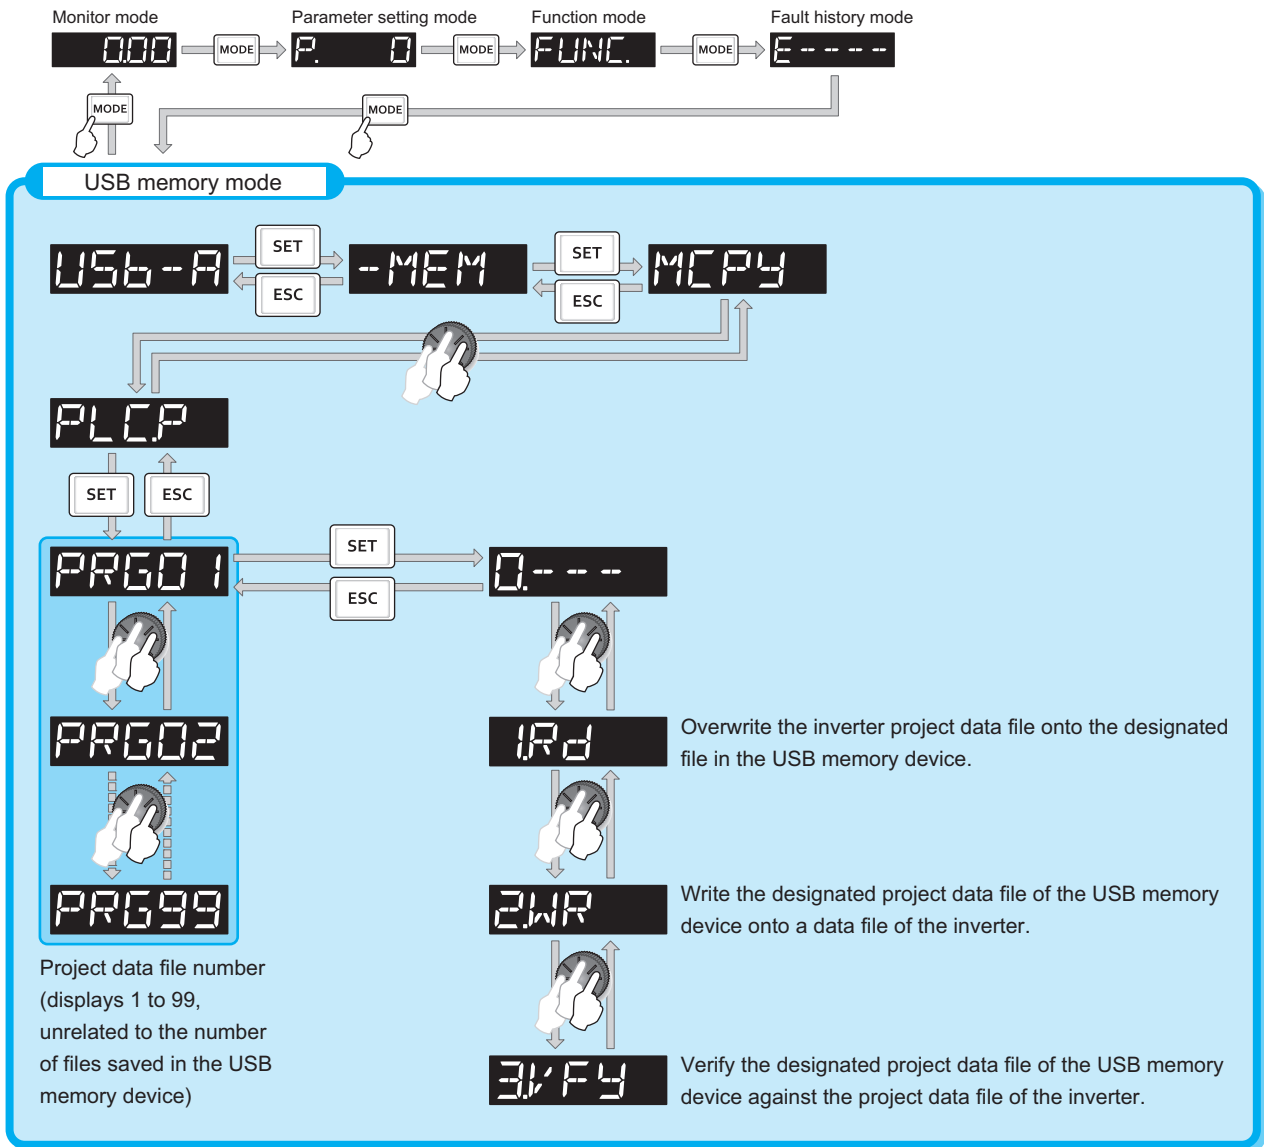 Monitor mode
Parameter setting mode
Function mode
Fault history mode
0.00
MODE
P. 0
MODE
FUNC.
MODE
E-----
MODE
MODE
USB memory mode
USb-A
SET
ESC
-MEM
SET
ESC
MCPY
PLC.P
SET
ESC
PRG01
SET
ESC
0.---
PRG02
1.Rd
Overwrite the inverter project data file onto the designated
file in the USB memory device.
PRG99
2.WR
Write the designated project data file of the USB memory
device onto a data file of the inverter.
Project data file number
(displays 1 to 99,
unrelated to the number
of files saved in the USB
memory device)
3.VFY
Verify the designated project data file of the USB memory
device against the project data file of the inverter.